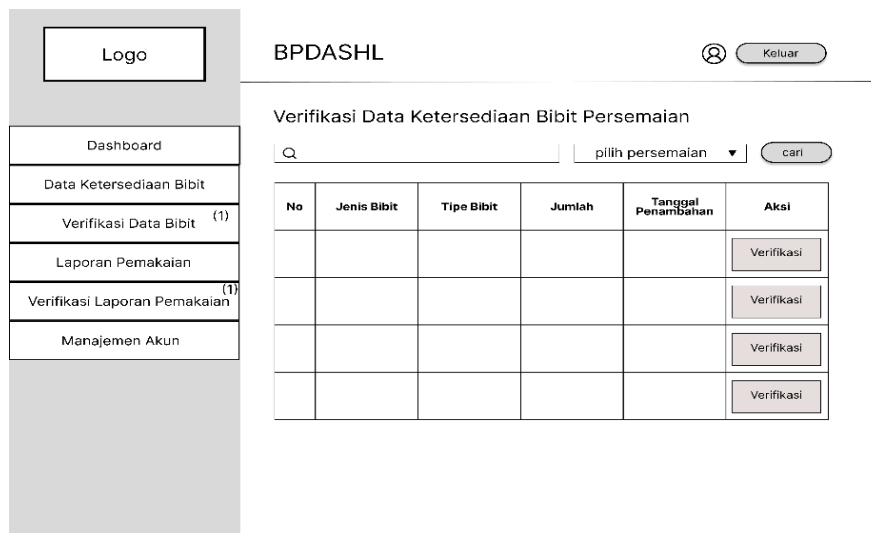 Logo
BPDASHL
Keluar
Dashboard
Data Ketersediaan Bibit
Verifikasi Data Bibit (1)
Laporan Pemakaian
(1)
Verifikasi Laporan Pemakaian
Manajemen Akun
Verifikasi Data Ketersediaan Bibit Persemaian
pilih persemaian ▼ cari
No Jenis Bibit Tipe Bibit Jumlah Tanggal Aksi
Penambahan
Verifikasi
Verifikasi
Verifikasi
Verifikasi